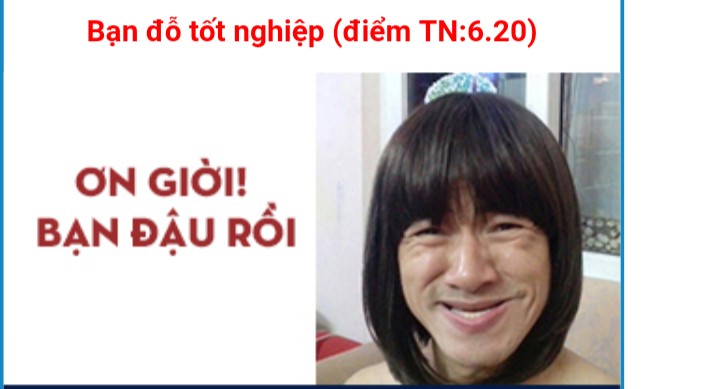 Bạn đỗ tốt nghiệp (điểm TN:6.20)
ƠN GIỜI!
BẠN ĐẬU RỒI